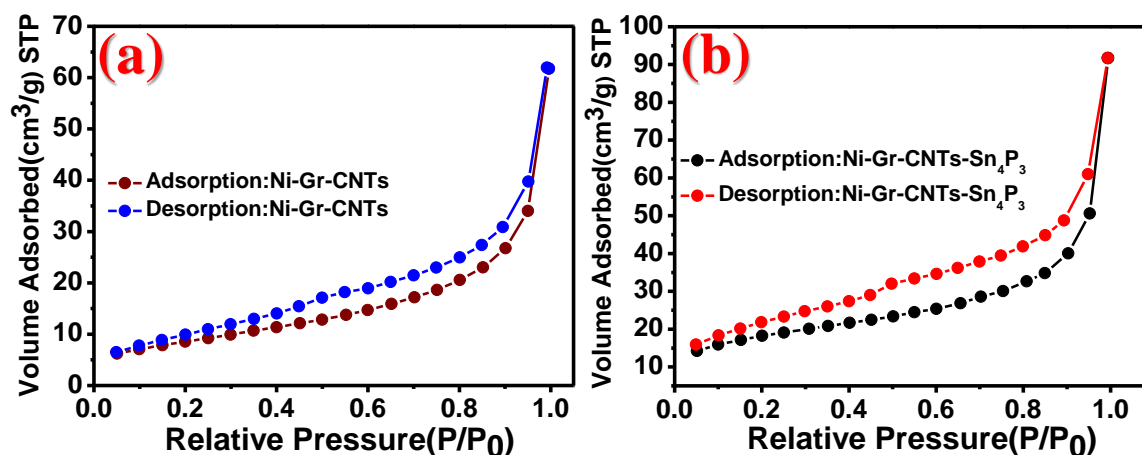 (a)
Volume Adsorbed(cm³/g) STP
70
60
50
40
30
20
10
0
Adsorption:Ni-Gr-CNTs
Desorption:Ni-Gr-CNTs
0.0 0.2 0.4 0.6 0.8 1.0
Relative Pressure(P/P₀)
(b)
Volume Adsorbed(cm³/g) STP
100
90
80
70
60
50
40
30
20
10
Adsorption:Ni-Gr-CNTs-Sn₄P₃
Desorption:Ni-Gr-CNTs-Sn₄P₃
0.0 0.2 0.4 0.6 0.8 1.0
Relative Pressure(P/P₀)